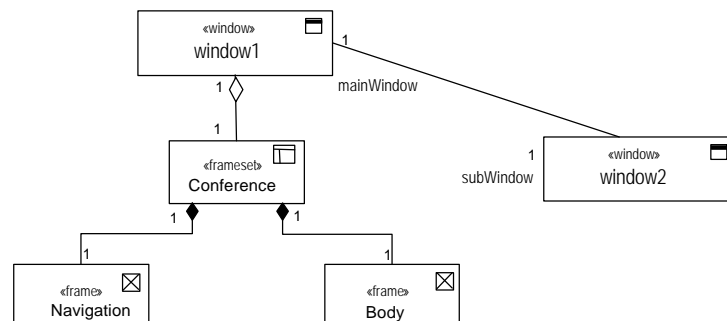 «window»
window1
1
mainWindow
1
1
«frameset»
Conference
1
subWindow
«window»
window2
1
1
1
1
«frame»
Navigation
«frame»
Body